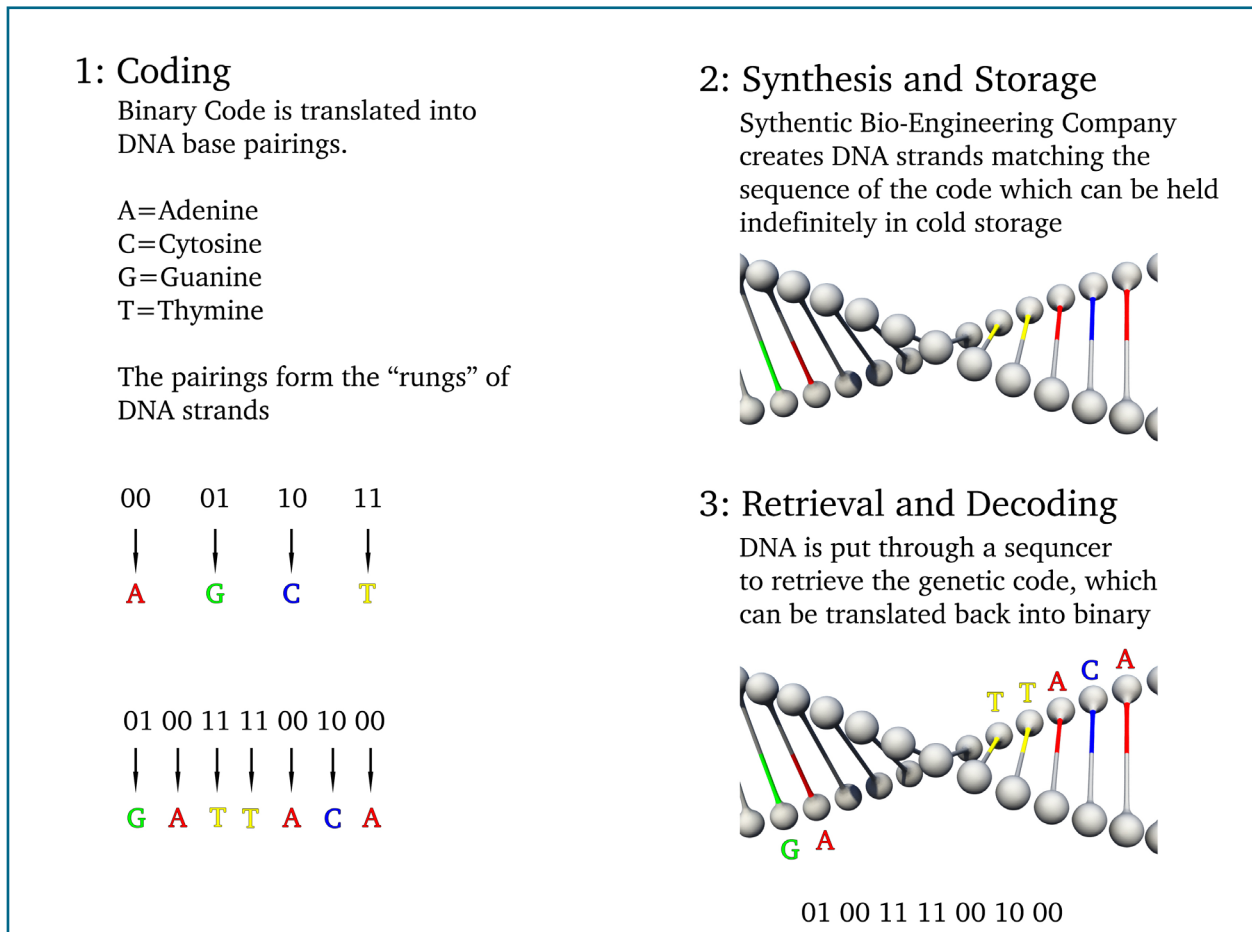 1: Coding
Binary Code is translated into
DNA base pairings.
A=Adenine
C=Cytosine
G=Guanine
T=Thymine
The pairings form the “rungs” of
DNA strands
00 01 10 11
A G C T
01 00 11 11 00 10 00
G A T T A C A
2: Synthesis and Storage
Sythentic Bio-Engineering Company
creates DNA strands matching the
sequence of the code which can be held
indefinitely in cold storage
3: Retrieval and Decoding
DNA is put through a sequncer
to retrieve the genetic code, which
can be translated back into binary
T T A C A
G A
01 00 11 11 00 10 00